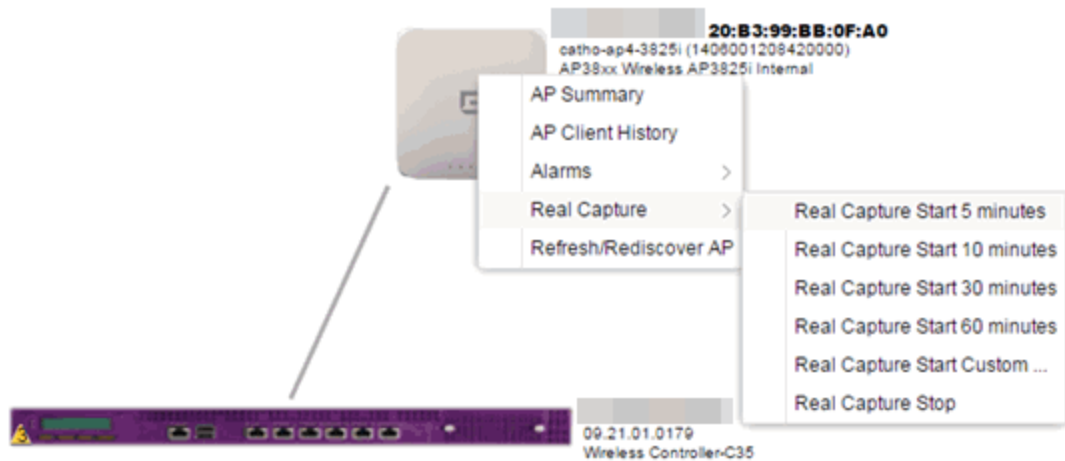 20:B3:99:BB:0F:A0
catho-ap4-3825i (1406001208420000)
AP38xx Wireless AP3825i Internal
AP Summary
AP Client History
Alarms
Real Capture
Refresh/Rediscover AP
Real Capture Start 5 minutes
Real Capture Start 10 minutes
Real Capture Start 30 minutes
Real Capture Start 60 minutes
Real Capture Start Custom ...
Real Capture Stop
3
09.21.01.0179
Wireless Controller-C35